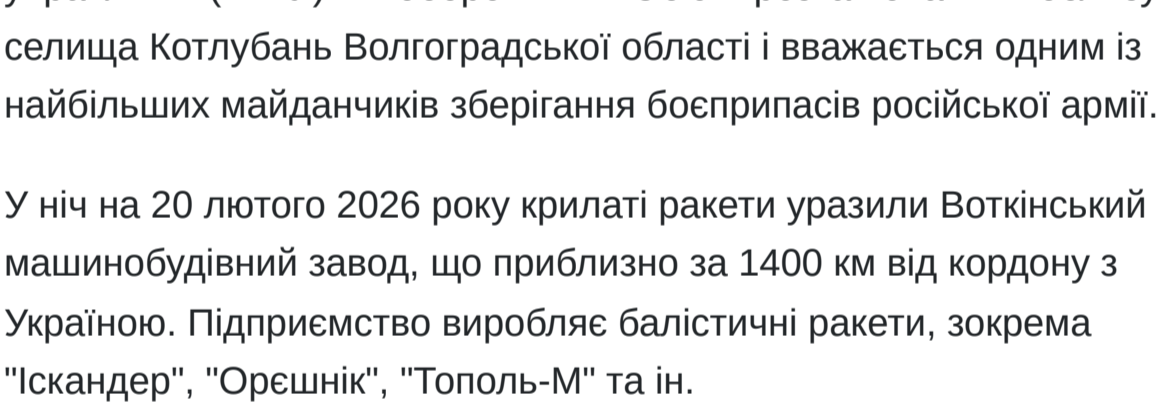 селища Котлубань Волгоградської області і вважається одним із
найбільших майданчиків зберігання боєприпасів російської армії.
У ніч на 20 лютого 2026 року крилаті ракети уразили Воткінський
машинобудівний завод, що приблизно за 1400 км від кордону з
Україною. Підприємство виробляє балістичні ракети, зокрема
"Іскандер", "Орєшнік", "Тополь-М" та ін.